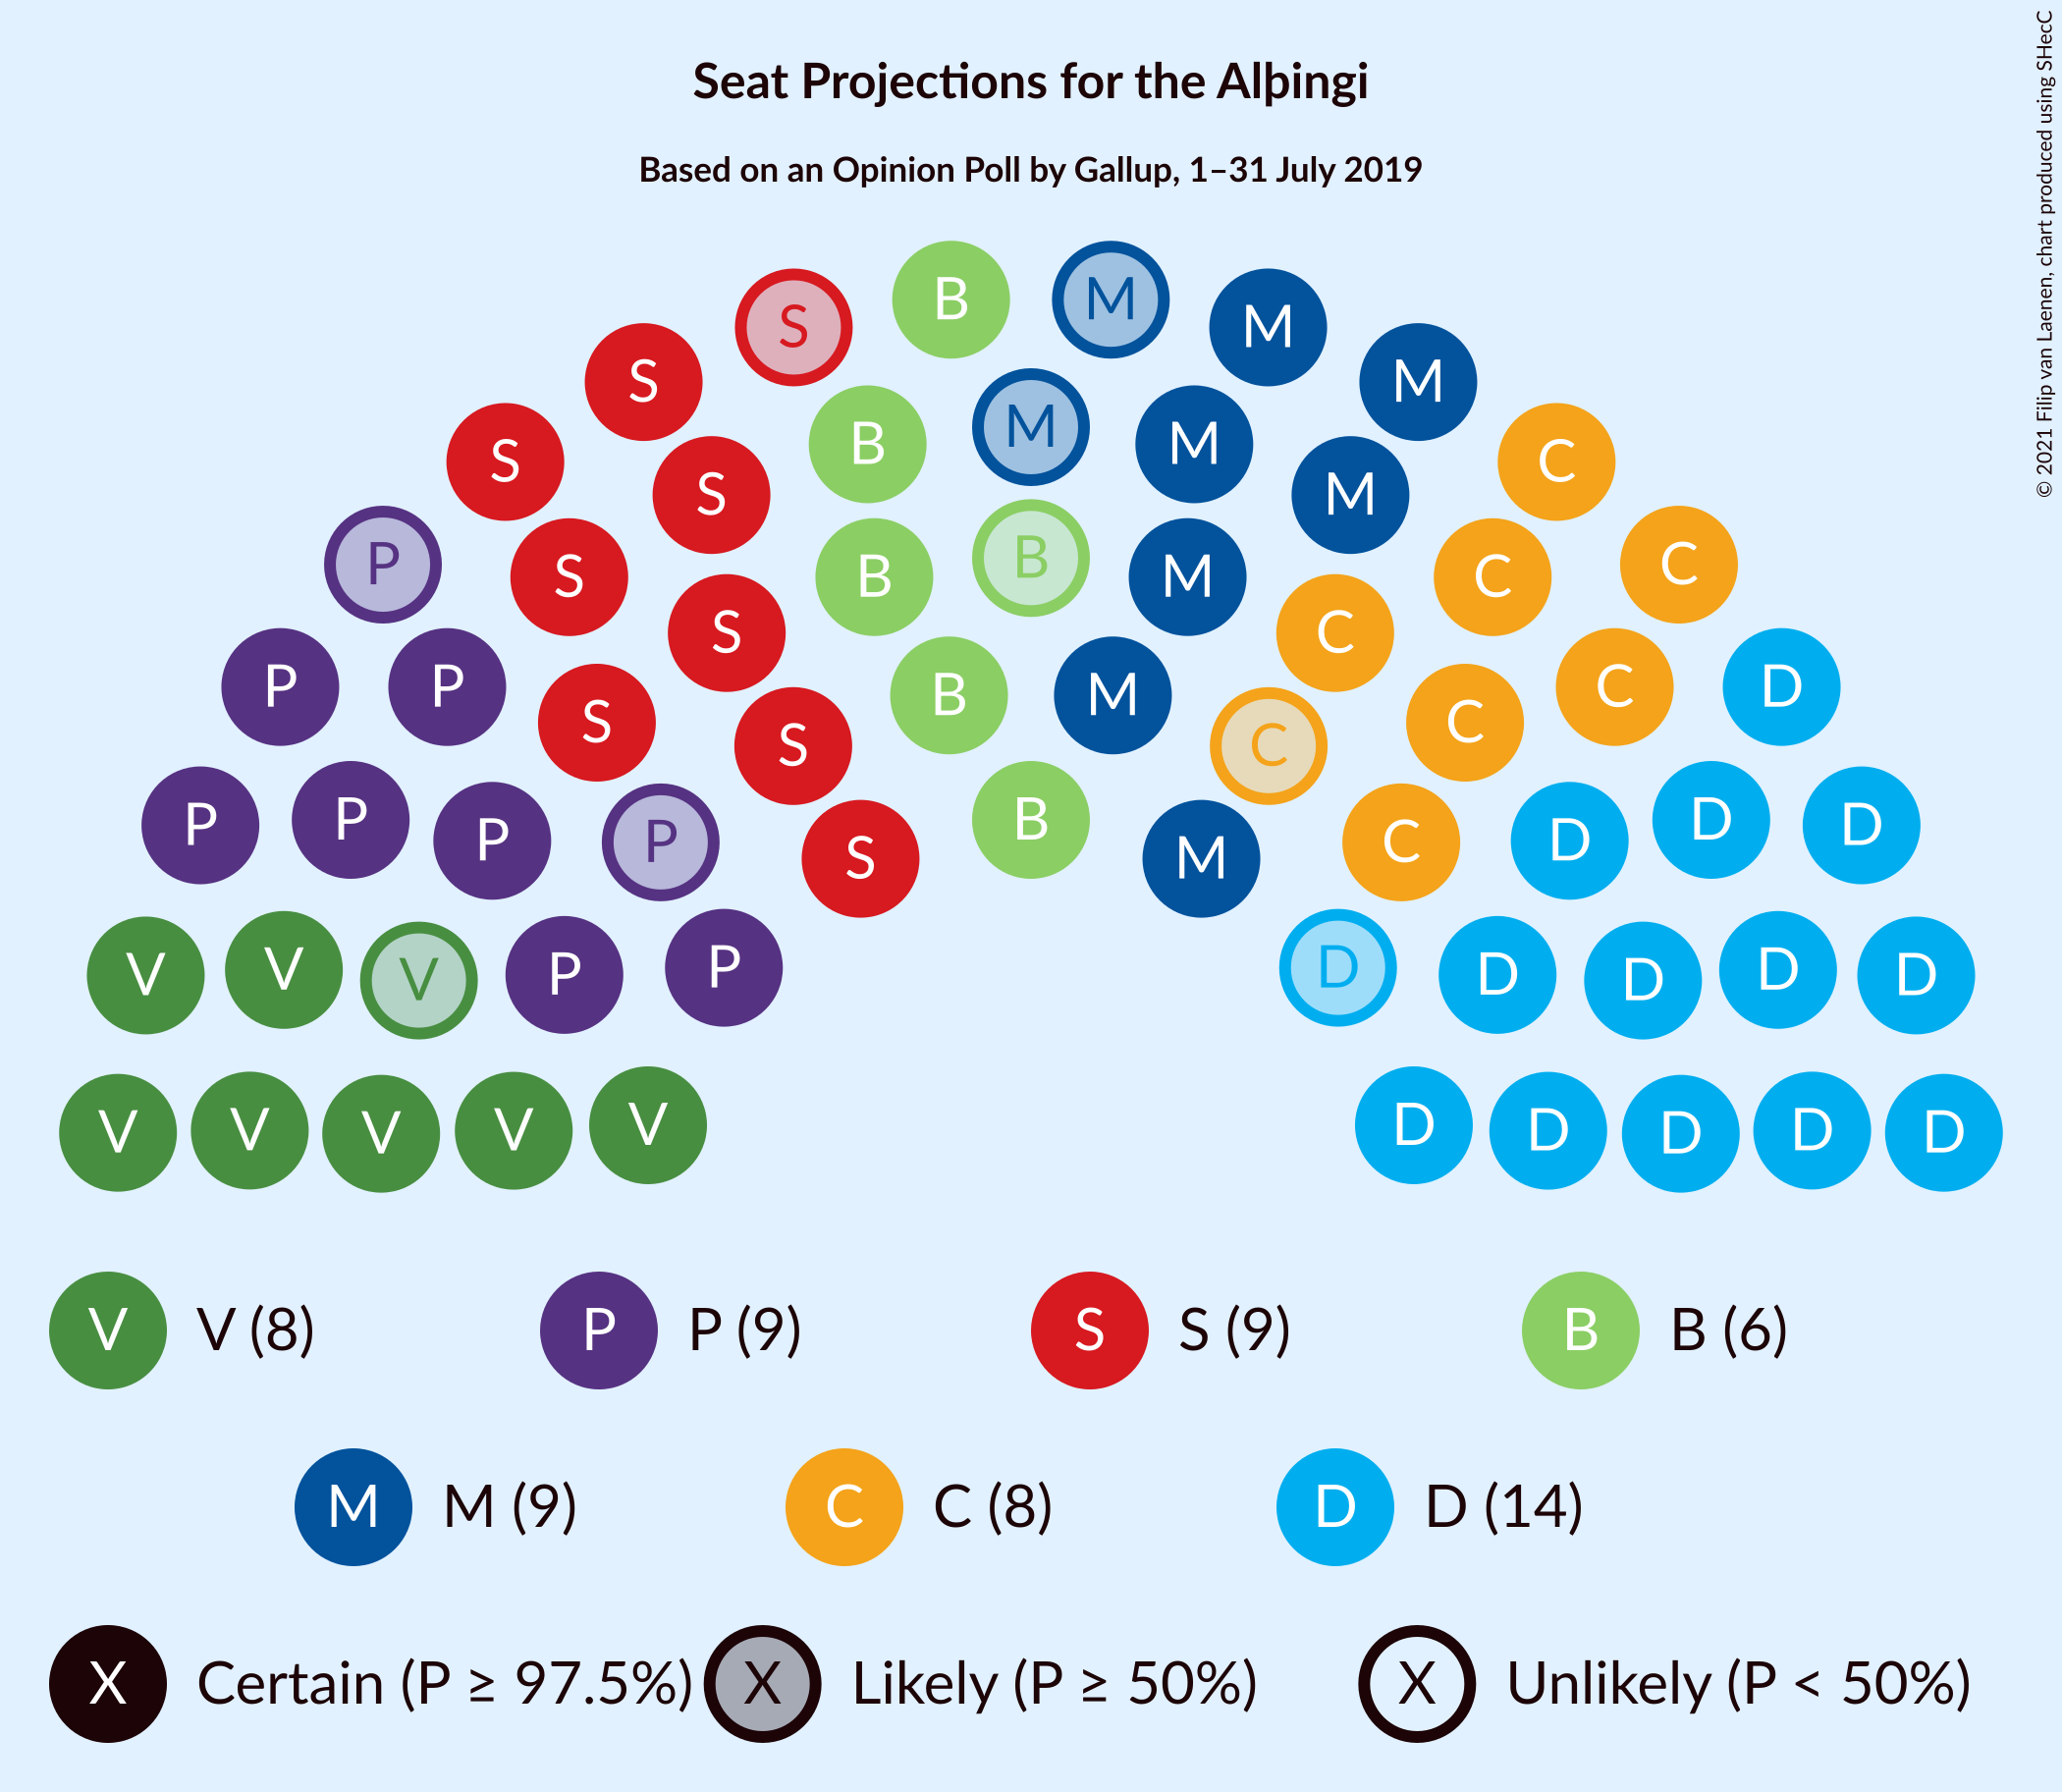 Seat Projections for the Alþingi
Based on an Opinion Poll by Gallup, 1–31 July 2019
© 2021 Filip van Laenen, chart produced using SHecC
B M
S M
S M
M
B M
S C
S M
S M C
B
P C
S B M C
S C
P P C D
B M
S C
S C
P D
P D
P P C D
B
S M
P P D
V V D D
V P D D
D
V V D
V D
V V D D
V D
V (8) P (9) S (9) B (6)
V P S B
M (9) C (8) D (14)
M C D
X Certain (P ≥ 97.5%) X Likely (P ≥ 50%) X Unlikely (P < 50%)